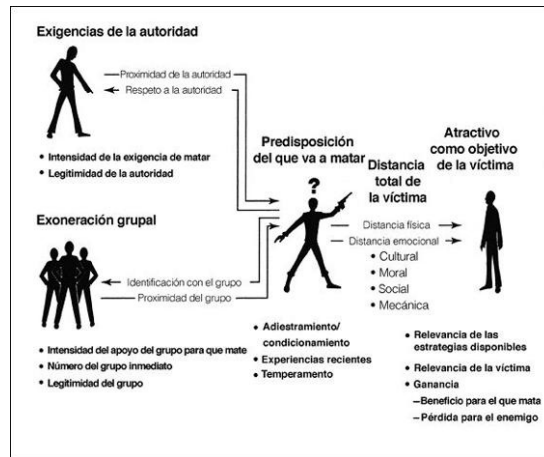 Exigencias de la autoridad
Proximidad de la autoridad
Respeto a la autoridad
• Intensidad de la exigencia de matar
• Legitimidad de la autoridad
Exoneración grupal
Identificación con el grupo
Proximidad del grupo
• Intensidad del apoyo del grupo para que mate
• Número del grupo inmediato
• Legitimidad del grupo
Predisposición
del que va a matar
?
• Adiestramiento/
condicionamiento
• Experiencias recientes
• Temperamento
Distancia
total de
la víctima
Distancia física
Distancia emocional
• Cultural
• Moral
• Social
• Mecánica
Atractivo
como objetivo
de la víctima
• Relevancia de las
estrategias disponibles
• Relevancia de la víctima
• Ganancia
–Beneficio para el que mata
–Pérdida para el enemigo